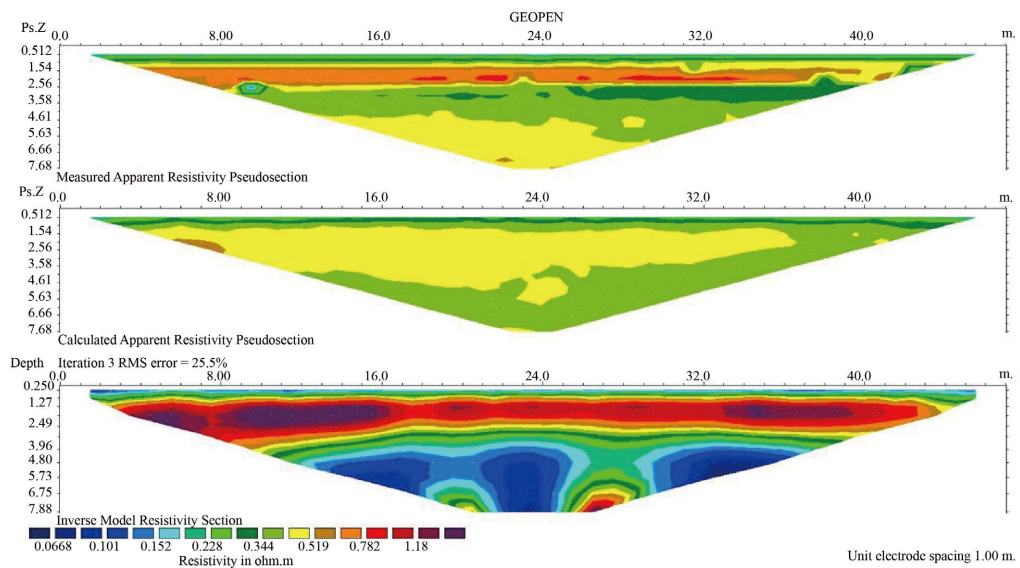 GEOPEN
Ps.Z 0.0 8.00 16.0 24.0 32.0 40.0 m.
0.512
1.54
2.56
3.58
4.61
5.63
6.66
7.68
Measured Apparent Resistivity Pseudosection
Ps.Z 0.0 8.00 16.0 24.0 32.0 40.0 m.
0.512
1.54
2.56
3.58
4.61
5.63
6.66
7.68
Calculated Apparent Resistivity Pseudosection
Depth Iteration 3 RMS error = 25.5%
0.0 8.00 16.0 24.0 32.0 40.0 m.
0.250
1.27
2.49
3.96
4.80
5.73
6.75
7.88
Inverse Model Resistivity Section
0.0668 0.101 0.152 0.228 0.344 0.519 0.782 1.18
Resistivity in ohm.m
Unit electrode spacing 1.00 m.